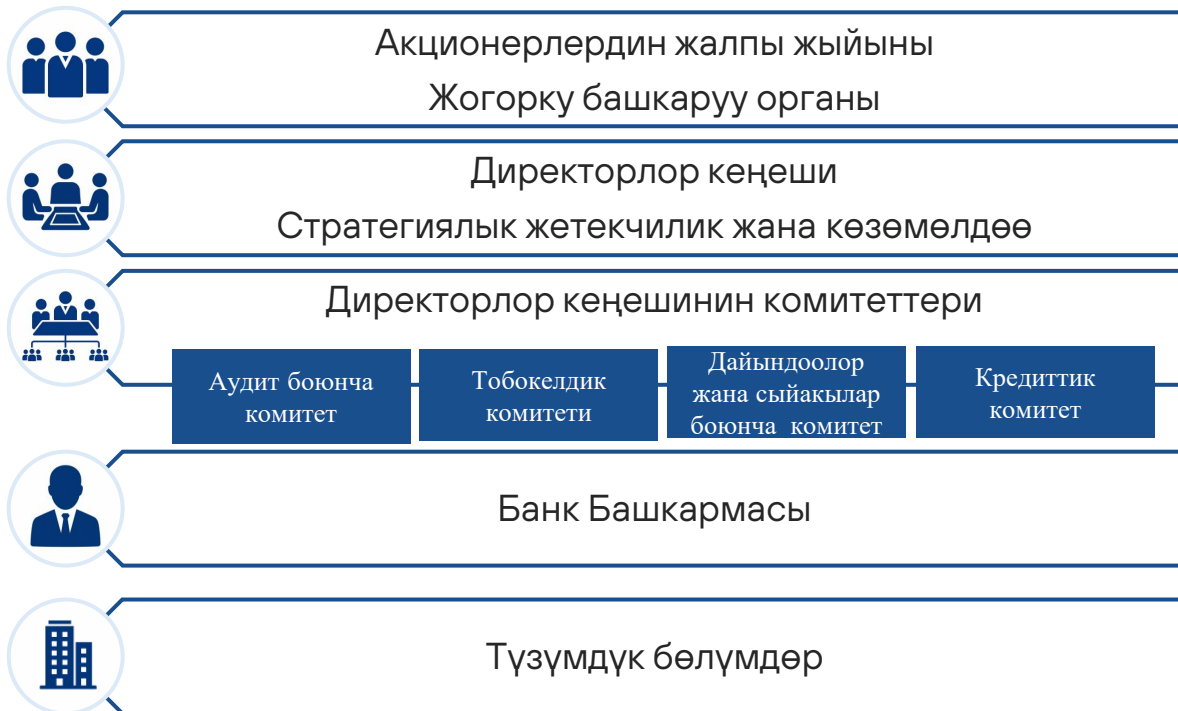 Акционерлердин жалпы жыйыны
Жогорку башкаруу органы
Директорлор кеңеши
Стратегиялык жетекчилик жана көзөмөлдөө
Директорлор кеңешинин комитеттери
Аудит боюнча
комитет
Тобокелдик
комитети
Дайындоолор
жана сыйакылар
боюнча комитет
Кредиттик
комитет
Банк Башкармасы
Түзүмдүк бөлүмдөр